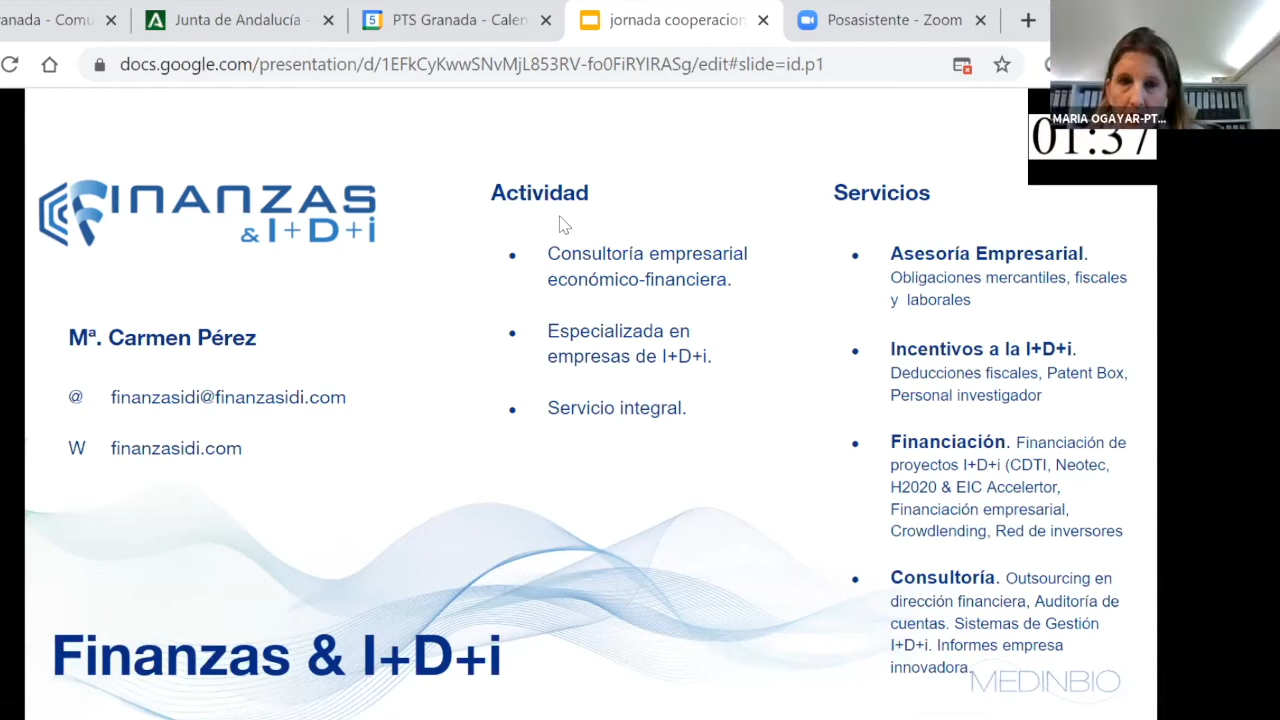 ranada - Comu
Junta de Andalucía -
5
PTS Granada - Calen
jornada cooperacion
Posasistente - Zoom
docs.google.com/presentation/d/1EFkCyKwwSNvMjL853RV-fo0FiRYIRASg/edit#slide=id.p1
MARIA OGAYAR-PT...
01:37
FINANZAS
& I+D+i
Mª. Carmen Pérez
@ finanzasidi@finanzasidi.com
W finanzasidi.com
Actividad
• Consultoría empresarial
económico-financiera.
• Especializada en
empresas de I+D+i.
• Servicio integral.
Servicios
• Asesoría Empresarial.
Obligaciones mercantiles, fiscales
y laborales
• Incentivos a la I+D+i.
Deducciones fiscales, Patent Box,
Personal investigador
• Financiación. Financiación de
proyectos I+D+i (CDTI, Neotec,
H2020 & EIC Accelertor,
Financiación empresarial,
Crowdlending, Red de inversores
• Consultoría. Outsourcing en
dirección financiera, Auditoría de
cuentas. Sistemas de Gestión
I+D+i. Informes empresa
innovadora.
Finanzas & I+D+i
MEDINBIO